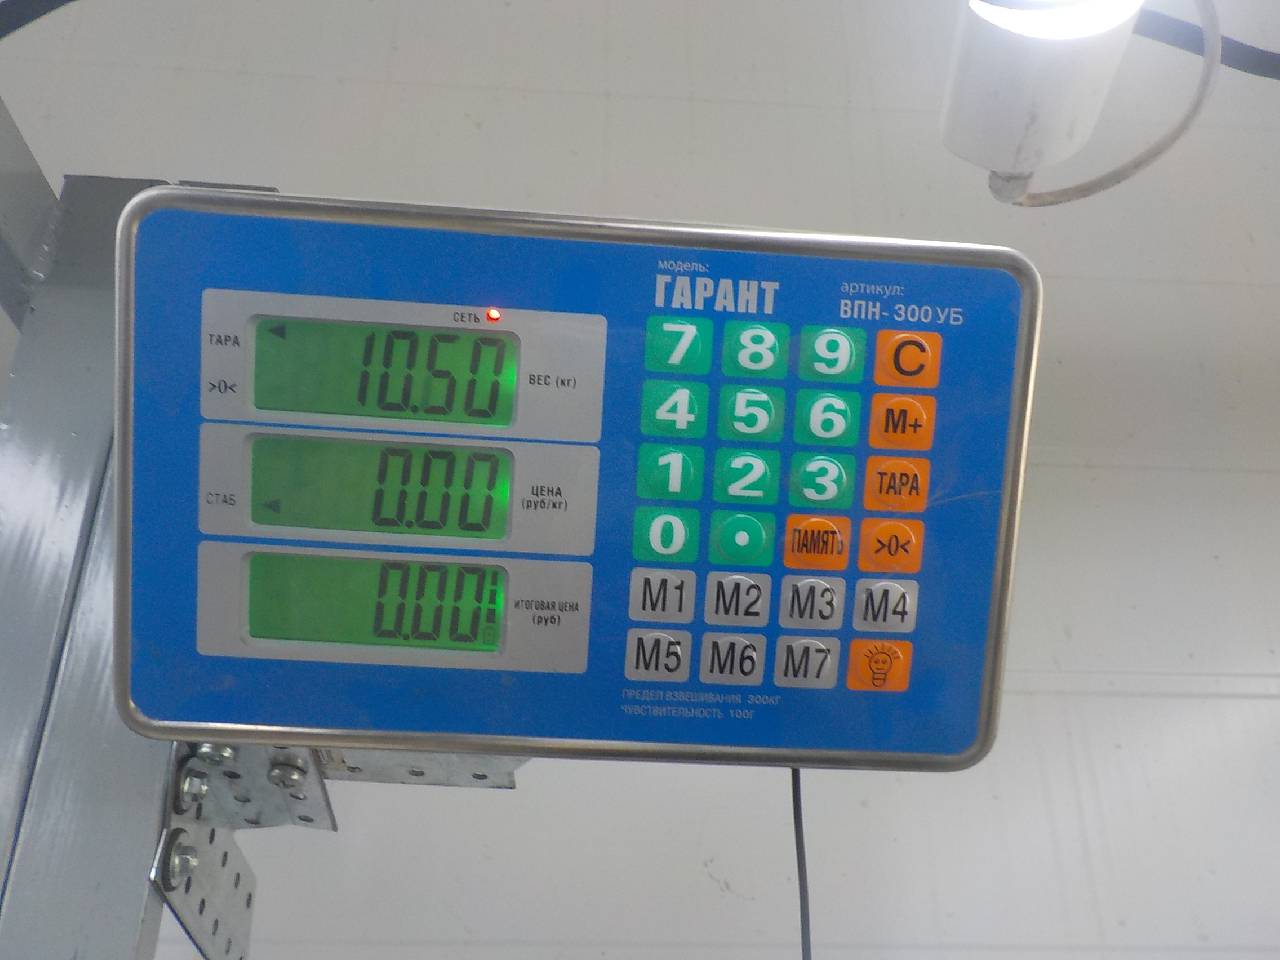 модель:
ГАРАНТ
артикул:
ВПН-300УБ
СЕТЬ
ТАРА
>0<
10.50
ВЕС (кг)
СТАБ
0.00
ЦЕНА
(руб/кг)
0.00
ИТОГОВАЯ ЦЕНА
(руб)
7 8 9 C
4 5 6 M+
1 2 3 ТАРА
0 . ПАМЯТЬ >0<
M1 M2 M3 M4
M5 M6 M7
ПРЕДЕЛ ВЗВЕШИВАНИЯ 300КГ
ЧУВСТВИТЕЛЬНОСТЬ 100Г